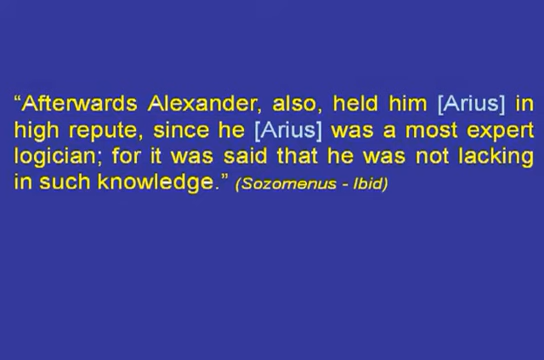 “Afterwards Alexander, also, held him [Arius] in
high repute, since he [Arius] was a most expert
logician; for it was said that he was not lacking
in such knowledge.” (Sozomenus - Ibid)